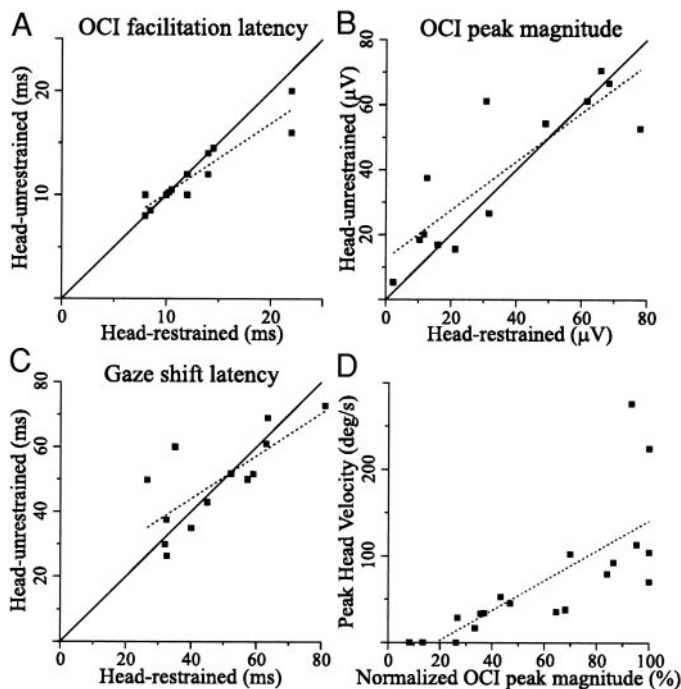 A
OCI facilitation latency
Head-unrestrained (ms)
20
10
0
10
20
Head-restrained (ms)
B
OCI peak magnitude
Head-unrestrained (µV)
80
60
40
20
0
20
40
60
80
Head-restrained (µV)
C
Gaze shift latency
Head-unrestrained (ms)
80
60
40
20
0
20
40
60
80
Head-restrained (ms)
D
Peak Head Velocity (deg/s)
200
100
0
0
20
40
60
80
100
Normalized OCI peak magnitude (%)